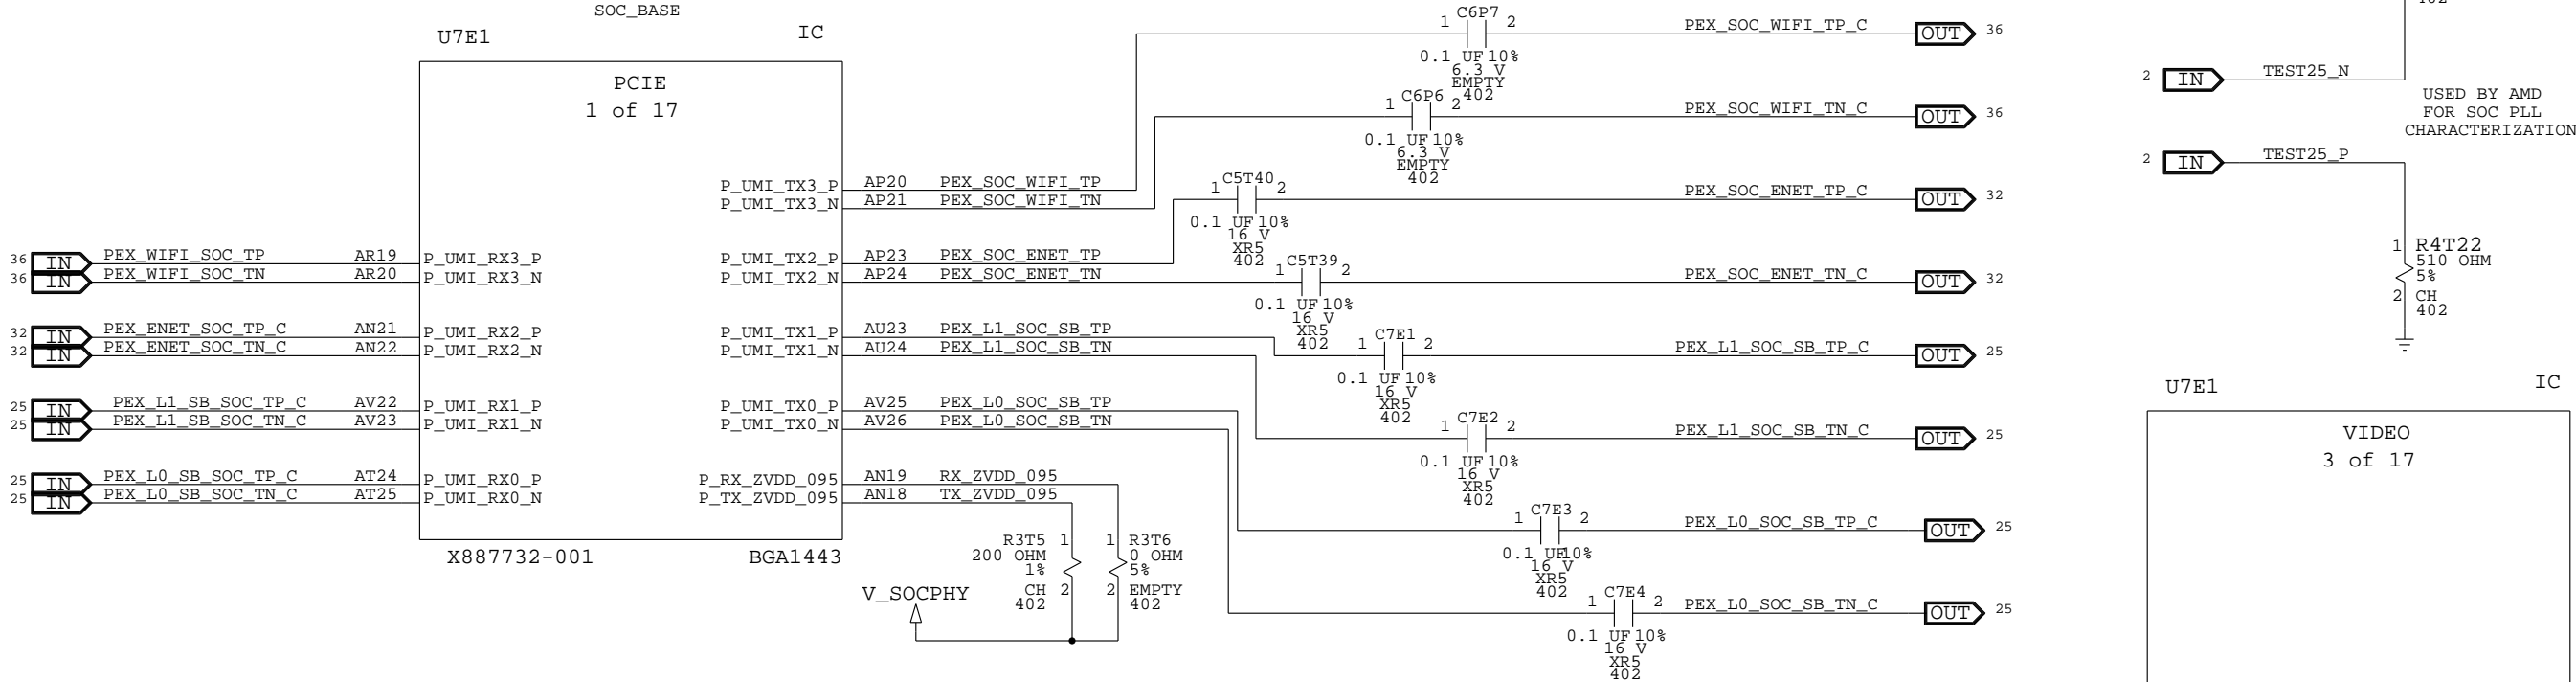 SOC_BASE
U7E1
IC
PCIE
1 of 17
P_UMI_TX3_P AP20 PEX_SOC_WIFI_TP
P_UMI_TX3_N AP21 PEX_SOC_WIFI_TN
36 IN PEX_WIFI_SOC_TP AR19 P_UMI_RX3_P
36 IN PEX_WIFI_SOC_TN AR20 P_UMI_RX3_N
P_UMI_TX2_P AP23 PEX_SOC_ENET_TP
P_UMI_TX2_N AP24 PEX_SOC_ENET_TN
32 IN PEX_ENET_SOC_TP_C AN21 P_UMI_RX2_P
32 IN PEX_ENET_SOC_TN_C AN22 P_UMI_RX2_N
P_UMI_TX1_P AU23 PEX_L1_SOC_SB_TP
P_UMI_TX1_N AU24 PEX_L1_SOC_SB_TN
25 IN PEX_L1_SB_SOC_TP_C AV22 P_UMI_RX1_P
25 IN PEX_L1_SB_SOC_TN_C AV23 P_UMI_RX1_N
P_UMI_TX0_P AV25 PEX_L0_SOC_SB_TP
P_UMI_TX0_N AV26 PEX_L0_SOC_SB_TN
25 IN PEX_L0_SB_SOC_TP_C AT24 P_UMI_RX0_P
25 IN PEX_L0_SB_SOC_TN_C AT25 P_UMI_RX0_N
P_RX_ZVDD_095 AN19 RX_ZVDD_095
P_TX_ZVDD_095 AN18 TX_ZVDD_095
X887732-001
BGA1443
R3T5 1
200 OHM
1%
CH 2
402
1 R3T6
0 OHM
5%
2 EMPTY
402
V_SOCPHY
1 C6P7 2
0.1 UF 10%
6.3 V
EMPTY
402
PEX_SOC_WIFI_TP_C OUT 36
1 C6P6 2
0.1 UF 10%
6.3 V
EMPTY
402
PEX_SOC_WIFI_TN_C OUT 36
1 C5T40 2
0.1 UF 10%
16 V
XR5
402
PEX_SOC_ENET_TP_C OUT 32
1 C5T39 2
0.1 UF 10%
16 V
XR5
402
PEX_SOC_ENET_TN_C OUT 32
1 C7E1 2
0.1 UF 10%
16 V
XR5
402
PEX_L1_SOC_SB_TP_C OUT 25
1 C7E2 2
0.1 UF 10%
16 V
XR5
402
PEX_L1_SOC_SB_TN_C OUT 25
1 C7E3 2
0.1 UF 10%
16 V
XR5
402
PEX_L0_SOC_SB_TP_C OUT 25
1 C7E4 2
0.1 UF 10%
16 V
XR5
402
PEX_L0_SOC_SB_TN_C OUT 25
402
2 IN TEST25_N
USED BY AMD
FOR SOC PLL
CHARACTERIZATION
2 IN TEST25_P
1 R4T22
510 OHM
5%
2 CH
402
U7E1
IC
VIDEO
3 of 17